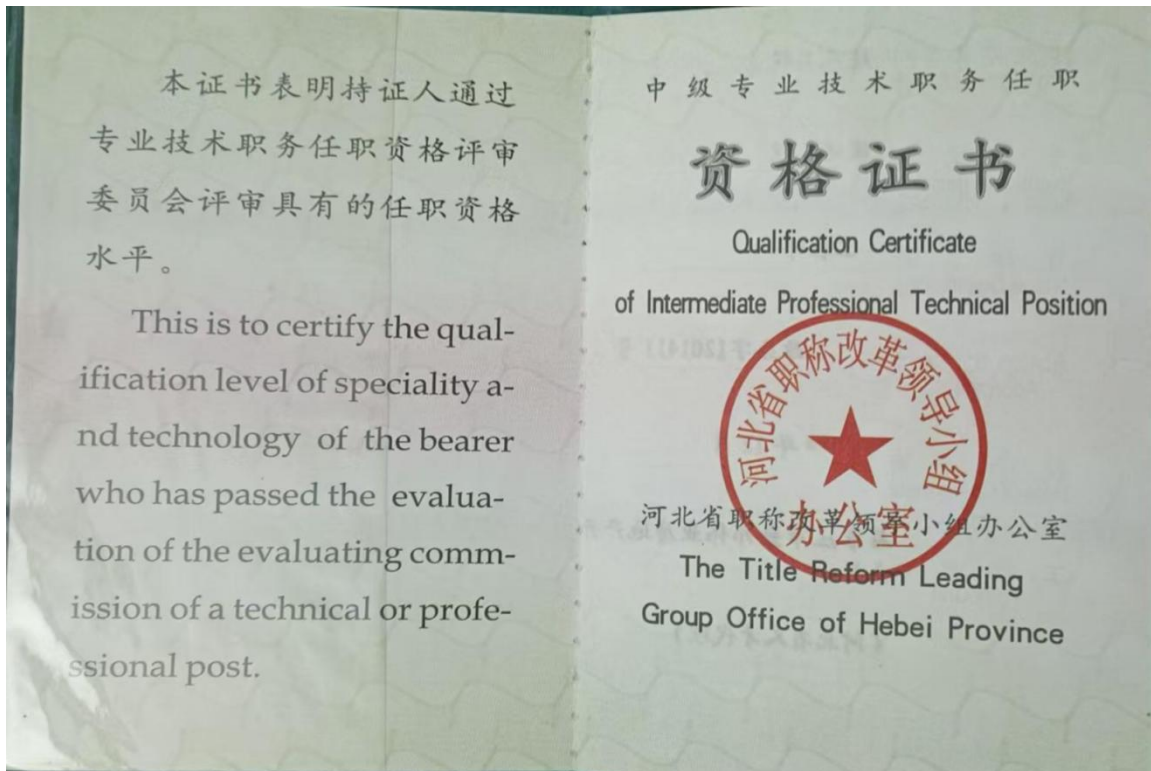 本证书表明持证人通过
专业技术职务任职资格评审
委员会评审具有的任职资格
水平。
This is to certify the qual-
ification level of speciality a-
nd technology of the bearer
who has passed the evalua-
tion of the evaluating comm-
ission of a technical or profe-
ssional post.
中级专业技术职务任职
资格证书
Qualification Certificate
of Intermediate Professional Technical Position
河北省职称改革领导小组
办公室
河北省职称改革领导小组办公室
The Title Reform Leading
Group Office of Hebei Province